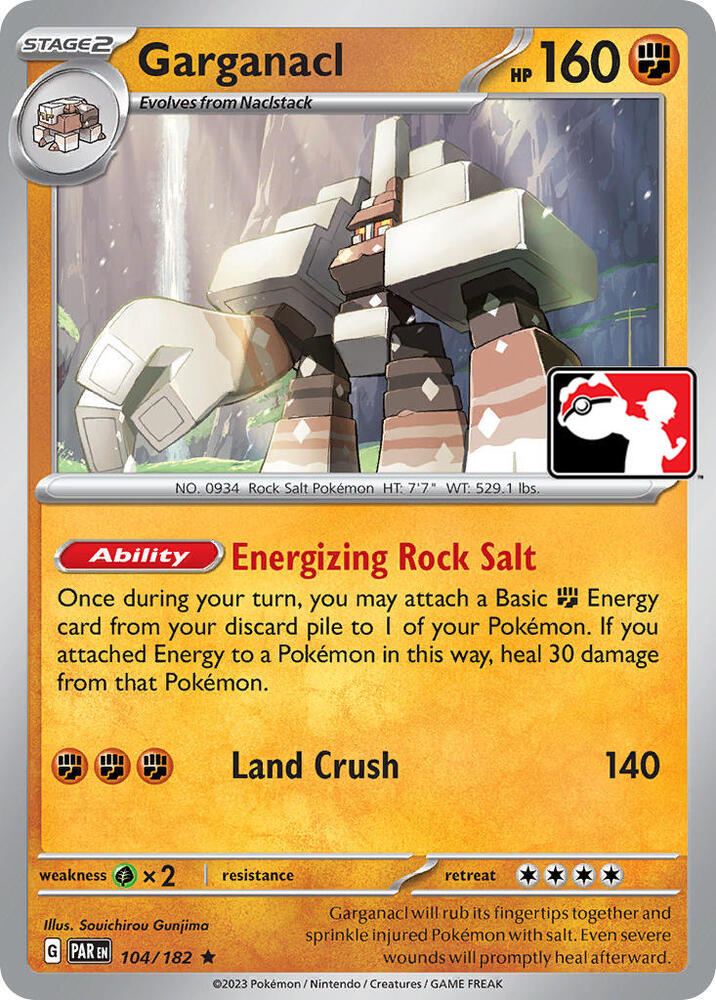 STAGE2
Garganacl
HP 160
Evolves from Naclstack
NO. 0934 Rock Salt Pokémon HT: 7'7" WT: 529.1 lbs.
™
Ability Energizing Rock Salt
Once during your turn, you may attach a Basic Energy
card from your discard pile to 1 of your Pokémon. If you
attached Energy to a Pokémon in this way, heal 30 damage
from that Pokémon.
Land Crush 140
weakness ×2 resistance retreat
Illus. Souichirou Gunjima
G PAR EN 104/182 ★
Garganacl will rub its fingertips together and
sprinkle injured Pokémon with salt. Even severe
wounds will promptly heal afterward.
©2023 Pokémon / Nintendo / Creatures / GAME FREAK